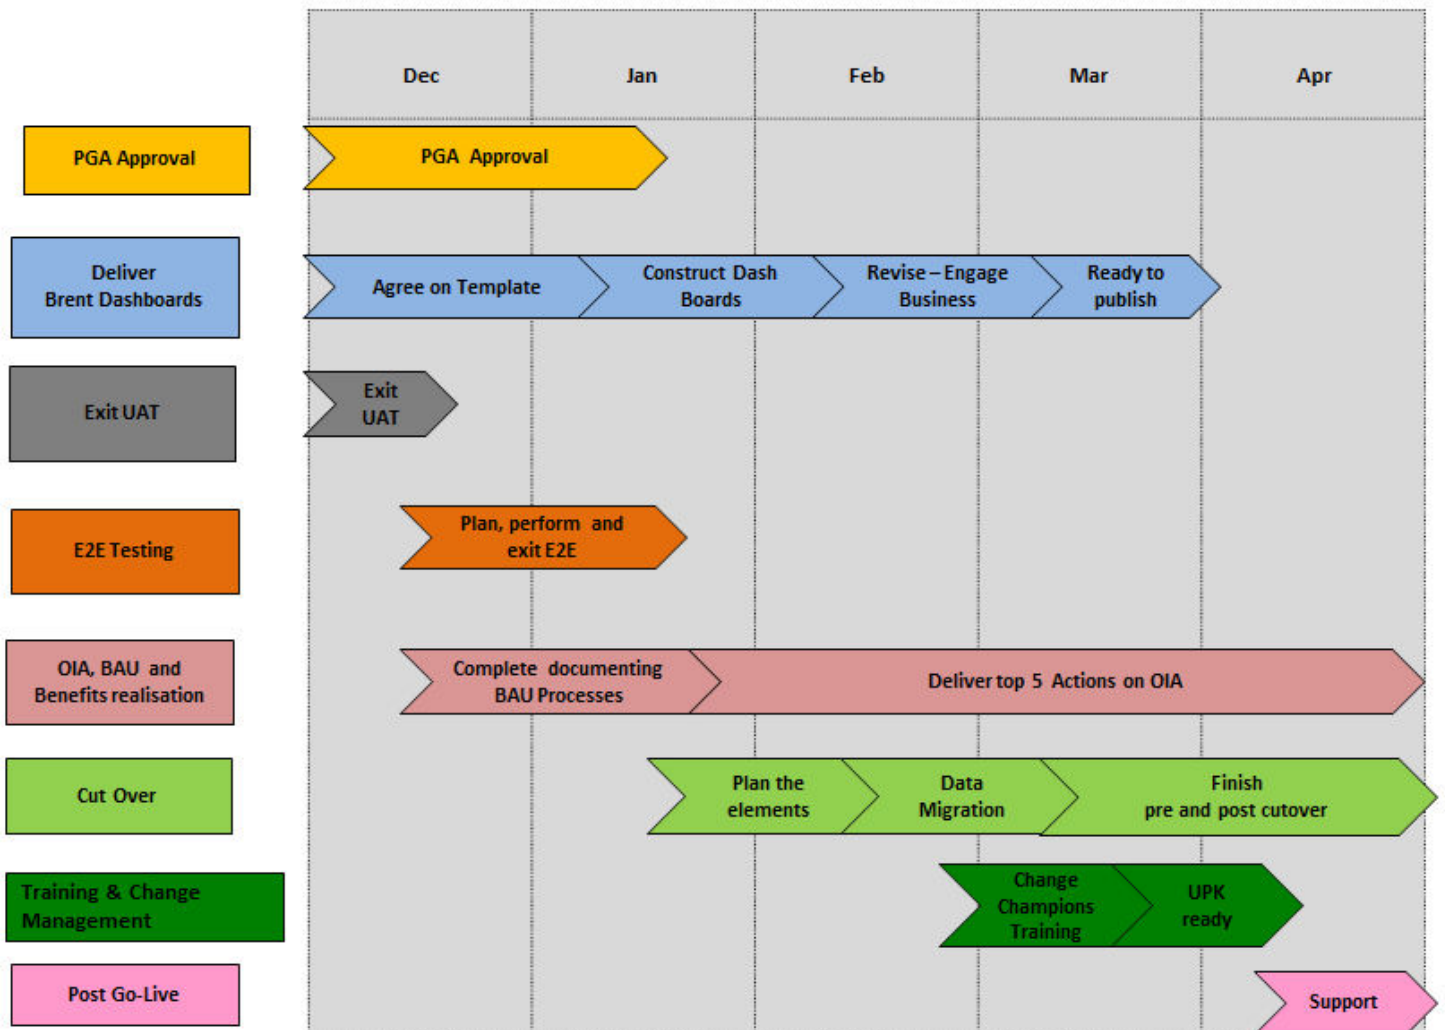 Dec Jan Feb Mar Apr
PGA Approval
PGA Approval
Deliver
Brent Dashboards
Agree on Template
Construct Dash
Boards
Revise – Engage
Business
Ready to
publish
Exit UAT
Exit
UAT
E2E Testing
Plan, perform and
exit E2E
OIA, BAU and
Benefits realisation
Complete documenting
BAU Processes
Deliver top 5 Actions on OIA
Cut Over
Plan the
elements
Data
Migration
Finish
pre and post cutover
Training & Change
Management
Change
Champions
Training
UPK
ready
Post Go-Live
Support